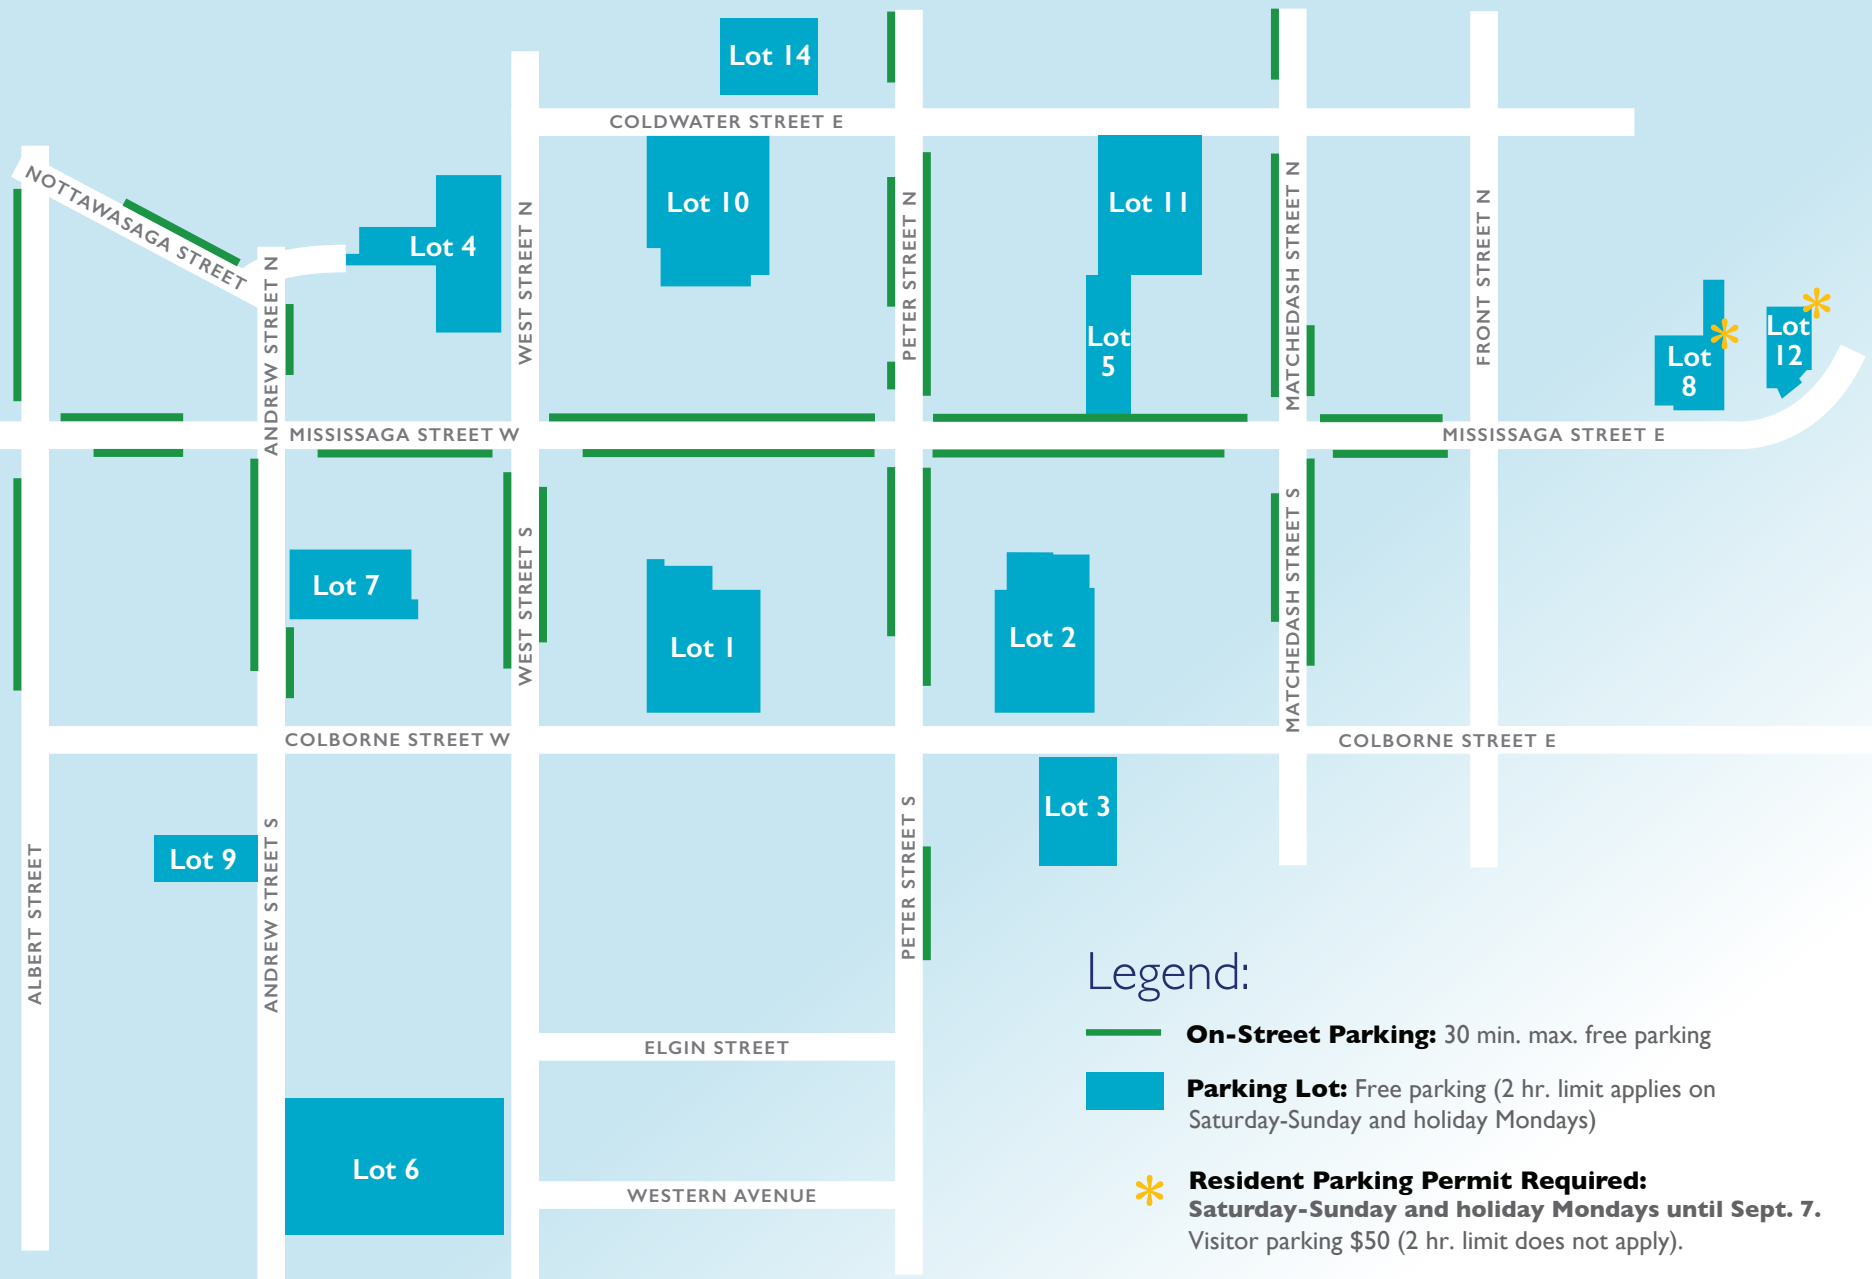 Lot 14
COLDWATER STREET E
NOTTAWASAGA STREET
Lot 4
Lot 10
Lot 11
WEST STREET N
PETER STREET N
MATCHEDASH STREET N
FRONT STREET N
ANDREW STREET N
Lot
5
Lot
8
Lot
12
MISSISSAGA STREET W
MISSISSAGA STREET E
Lot 7
WEST STREET S
Lot 1
Lot 2
MATCHEDASH STREET S
COLBORNE STREET W
COLBORNE STREET E
Lot 3
Lot 9
ALBERT STREET
ANDREW STREET S
PETER STREET S
ELGIN STREET
Lot 6
WESTERN AVENUE
Legend:
On-Street Parking: 30 min. max. free parking
Parking Lot: Free parking (2 hr. limit applies on
Saturday-Sunday and holiday Mondays)
* Resident Parking Permit Required:
Saturday-Sunday and holiday Mondays until Sept. 7.
Visitor parking $50 (2 hr. limit does not apply).